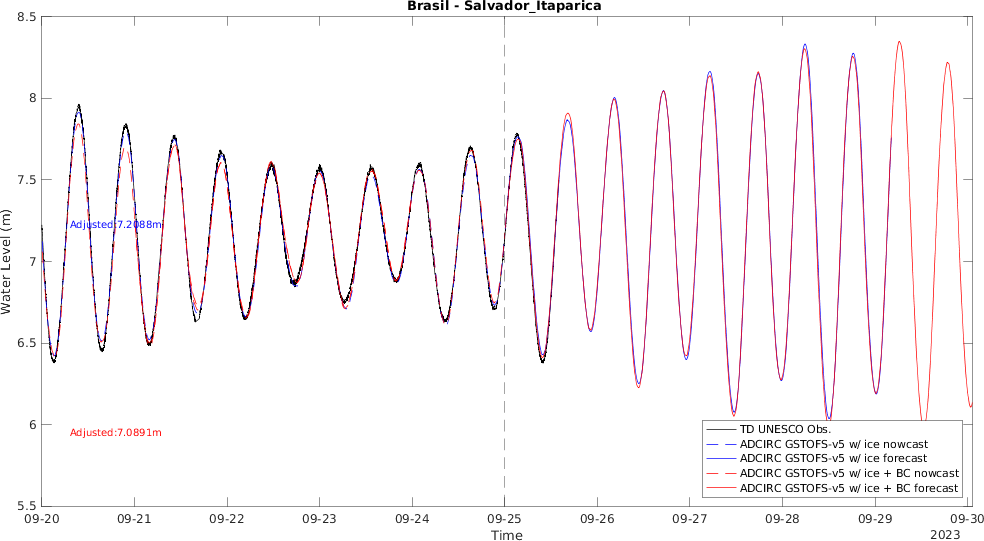 Brasil - Salvador_Itaparica
8.5
8
7.5
7
6.5
6
5.5
Water Level (m)
Adjusted:7.2088m
Adjusted:7.0891m
TD UNESCO Obs.
ADCIRC GSTOFS-v5 w/ ice nowcast
ADCIRC GSTOFS-v5 w/ ice forecast
ADCIRC GSTOFS-v5 w/ ice + BC nowcast
ADCIRC GSTOFS-v5 w/ ice + BC forecast
09-20 09-21 09-22 09-23 09-24 09-25 09-26 09-27 09-28 09-29 09-30
Time
2023